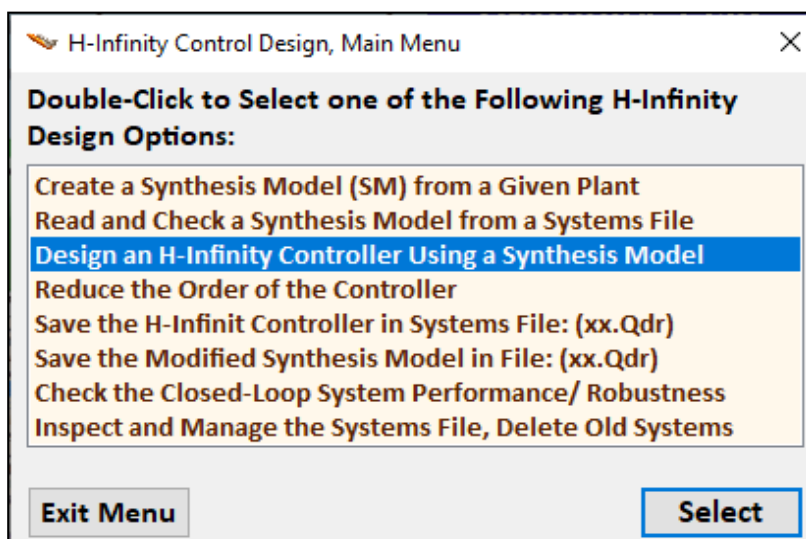 H-Infinity Control Design, Main Menu
Double-Click to Select one of the Following H-Infinity
Design Options:
Create a Synthesis Model (SM) from a Given Plant
Read and Check a Synthesis Model from a Systems File
Design an H-Infinity Controller Using a Synthesis Model
Reduce the Order of the Controller
Save the H-Infinit Controller in Systems File: (xx.Qdr)
Save the Modified Synthesis Model in File: (xx.Qdr)
Check the Closed-Loop System Performance/ Robustness
Inspect and Manage the Systems File, Delete Old Systems
Exit Menu
Select